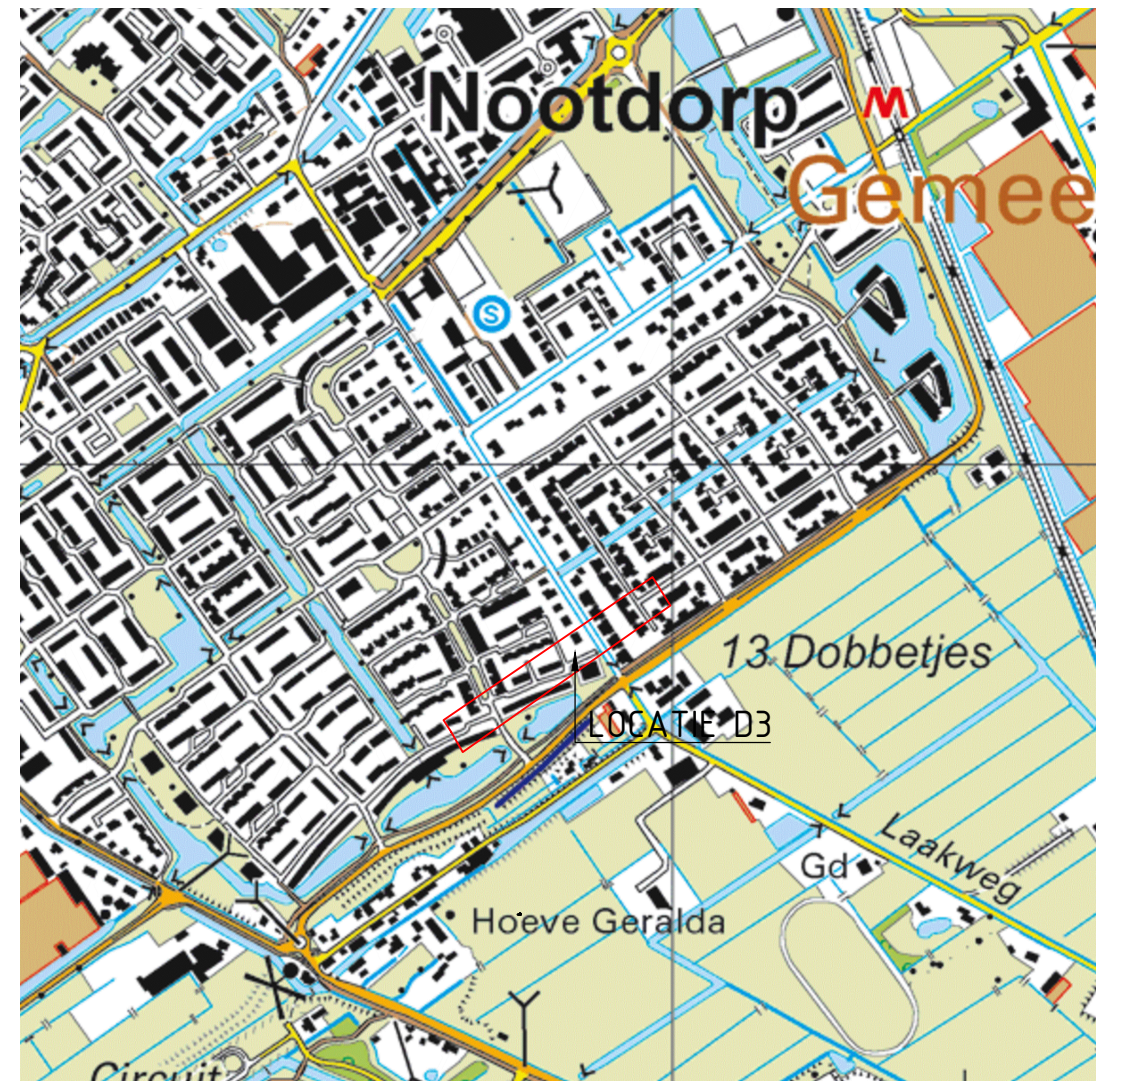 Nootdorp
M
Gemee
S
13 Dobbetjes
LOCATIE D3
Laakweg
Gd
Hoeve Geralda
Circuit